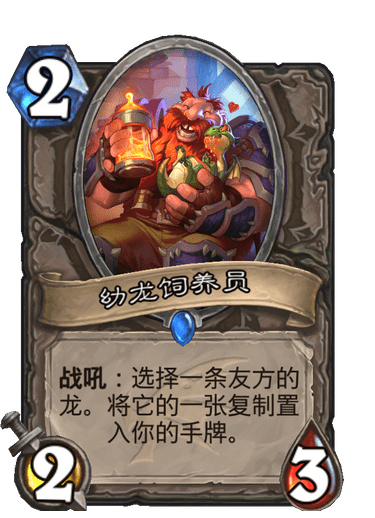 2
幼龙饲养员
战吼：选择一条友方的
龙。将它的一张复制置
入你的手牌。
2
3